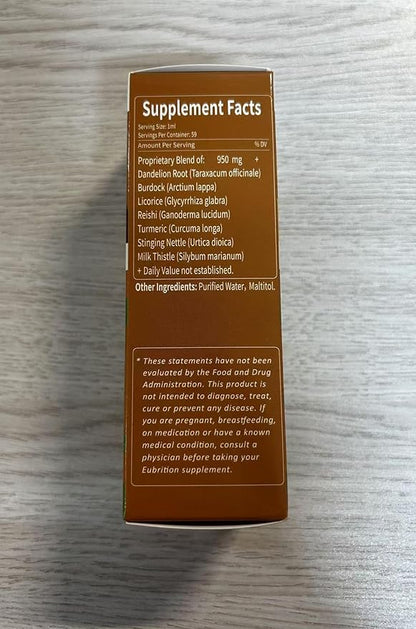 Supplement Facts
Serving Size: 1ml
Servings Per Container: 59
Amount Per Serving % DV
Proprietary Blend of: 950 mg +
Dandelion Root (Taraxacum officinale)
Burdock (Arctium lappa)
Licorice (Glycyrrhiza glabra)
Reishi (Ganoderma lucidum)
Turmeric (Curcuma longa)
Stinging Nettle (Urtica dioica)
Milk Thistle (Silybum marianum)
+ Daily Value not established.
Other Ingredients: Purified Water, Maltitol.
* These statements have not been
evaluated by the Food and Drug
Administration. This product is
not intended to diagnose, treat,
cure or prevent any disease. If
you are pregnant, breastfeeding,
on medication or have a known
medical condition, consult a
physician before taking your
Eubrition supplement.